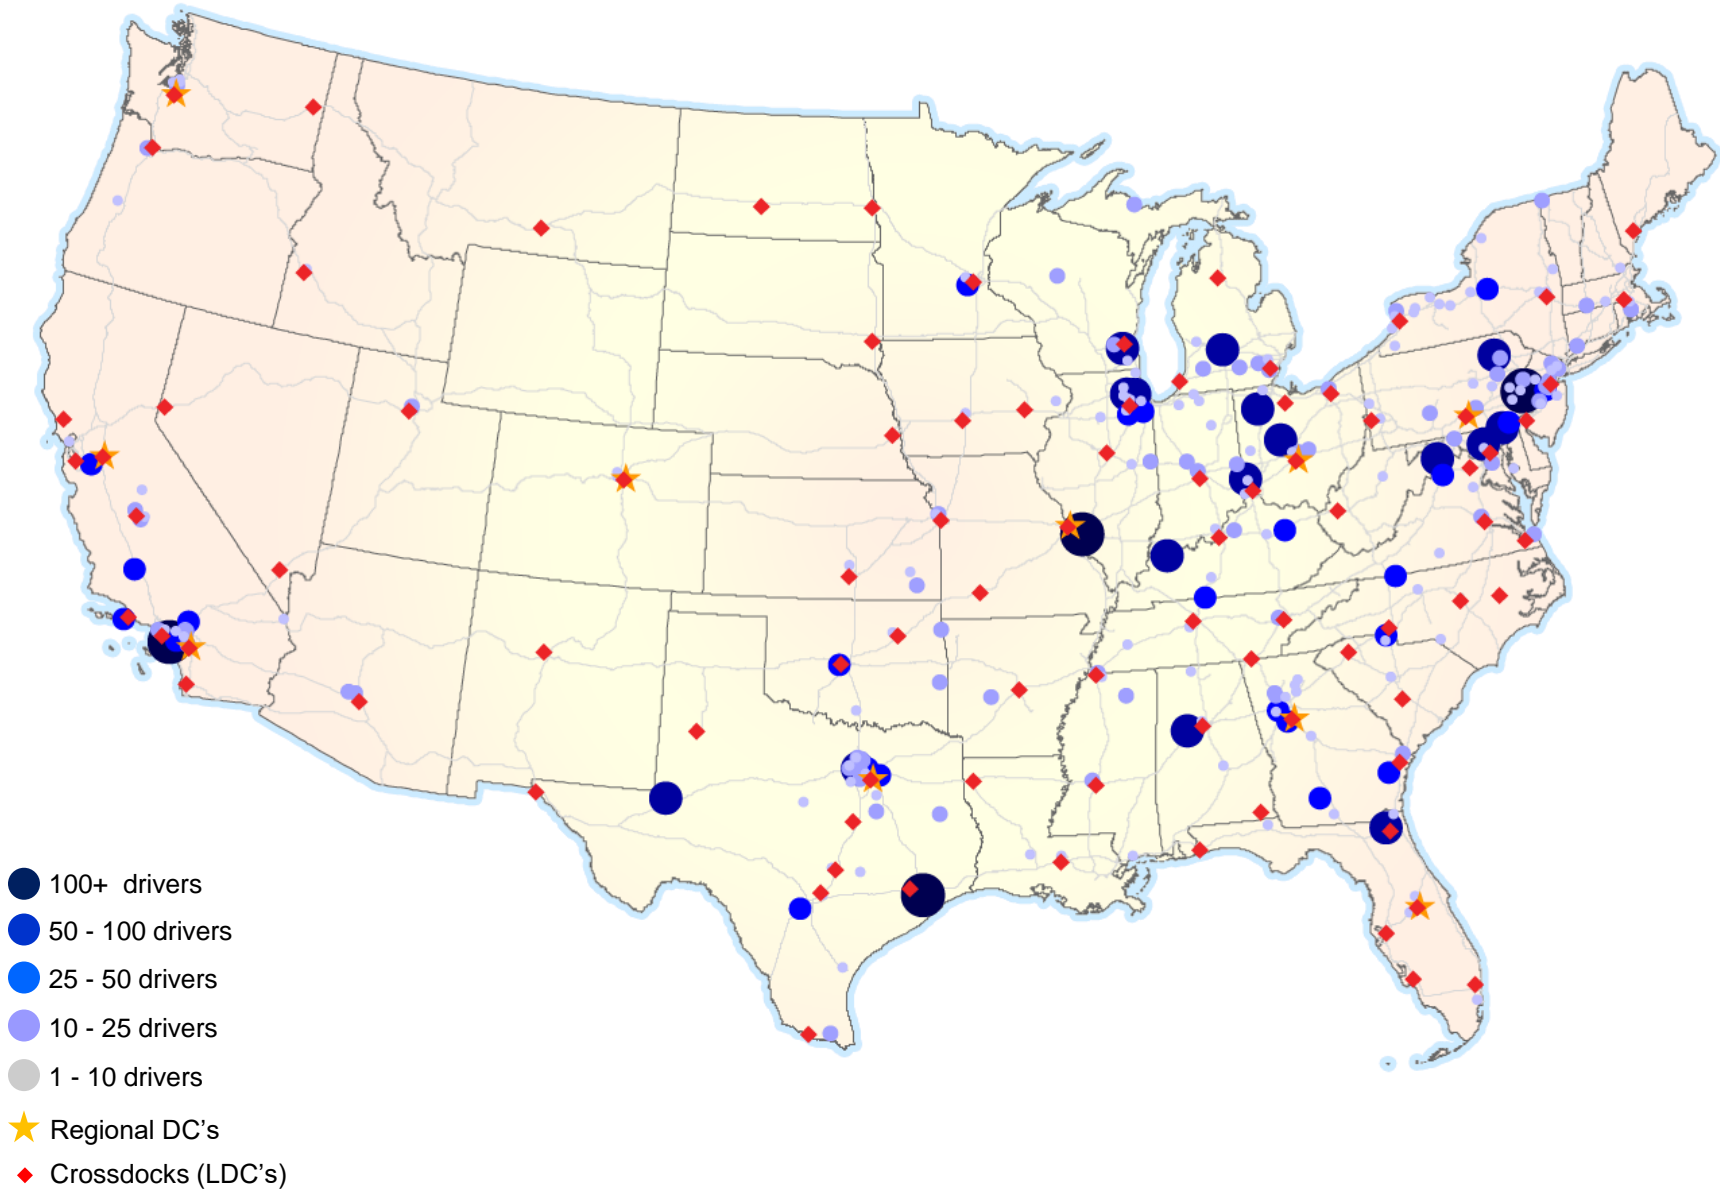 100+ drivers
50 - 100 drivers
25 - 50 drivers
10 - 25 drivers
1 - 10 drivers
Regional DC's
Crossdocks (LDC's)